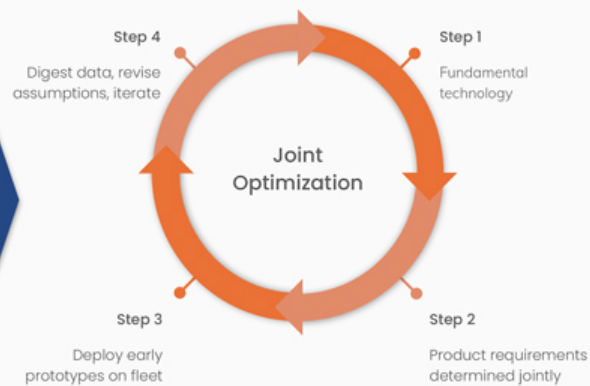 Step 4
Digest data, revise
assumptions, iterate
Step 1
Fundamental
technology
Joint
Optimization
Step 3
Deploy early
prototypes on fleet
Step 2
Product requirements
determined jointly